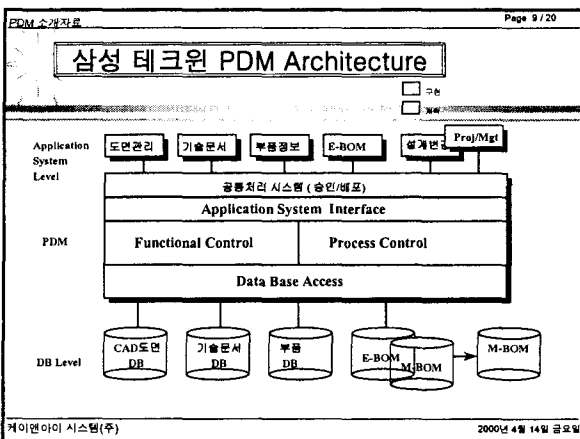 PDM 소개자료
Page 9 / 20
삼성 테크윈 PDM Architecture
구현
계획
Application
System
Level
도면관리
기술문서
부품정보
E-BOM
설계변경
Proj/Mgt
공통처리 시스템 ( 승인/배포)
Application System Interface
PDM
Functional Control
Process Control
Data Base Access
DB Level
CAD도면
DB
기술문서
DB
부품
DB
E-BOM
M-BOM
M-BOM
케이앤아이 시스템(주)
2000년 4월 14일 금요일